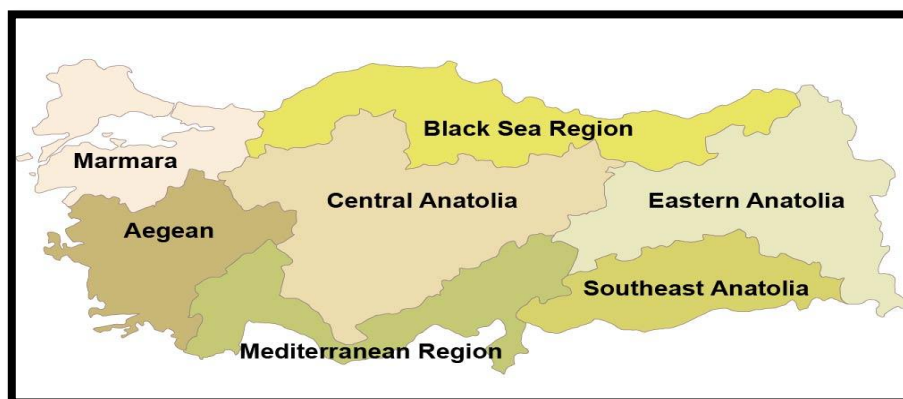 Black Sea Region
Marmara
Central Anatolia
Eastern Anatolia
Aegean
Southeast Anatolia
Mediterranean Region